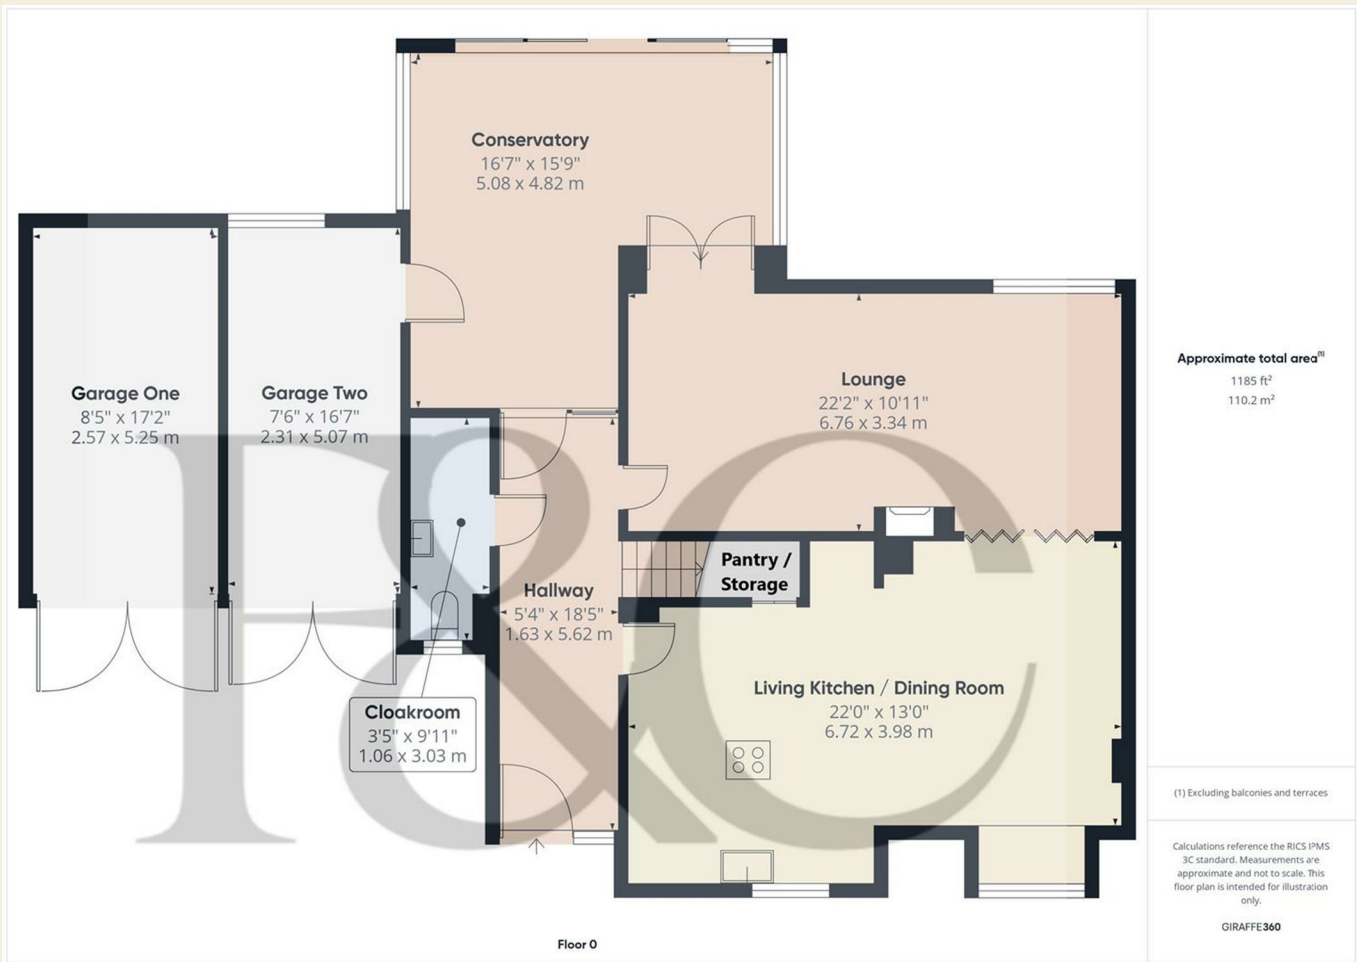 Conservatory
16'7" x 15'9"
5.08 x 4.82 m
Garage One
8'5" x 17'2"
2.57 x 5.25 m
Garage Two
7'6" x 16'7"
2.31 x 5.07 m
Lounge
22'2" x 10'11"
6.76 x 3.34 m
Pantry /
Storage
Hallway
5'4" x 18'5"
1.63 x 5.62 m
Cloakroom
3'5" x 9'11"
1.06 x 3.03 m
Living Kitchen / Dining Room
22'0" x 13'0"
6.72 x 3.98 m
F&C
Floor 0
Approximate total area(1)
1185 ft²
110.2 m²
(1) Excluding balconies and terraces
Calculations reference the RICS IPMS
3C standard. Measurements are
approximate and not to scale. This
floor plan is intended for illustration
only.
GIRAFFE360